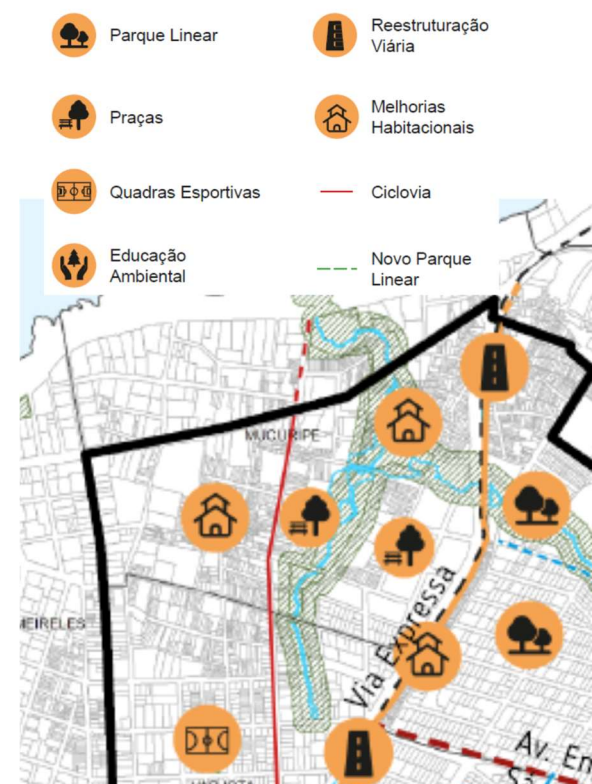 Parque Linear
Reestruturação
Viária
Praças
Melhorias
Habitacionais
Quadras Esportivas
Ciclovia
Educação
Ambiental
Novo Parque
Linear
MUCURIPE
EIRELES
Via Expressa
Av. En